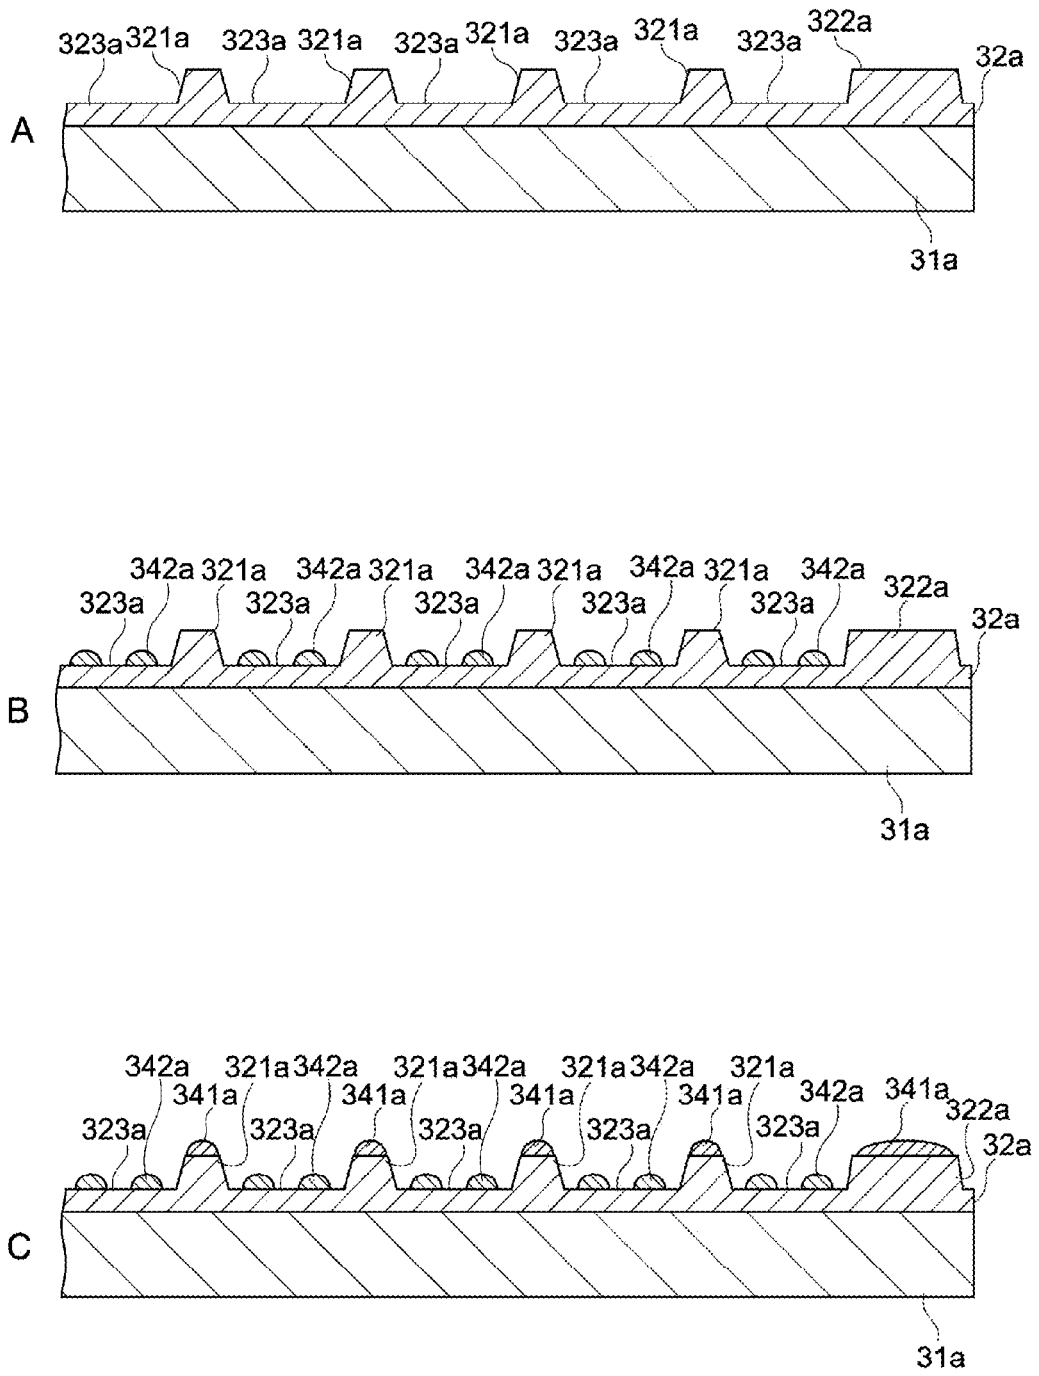 323a 321a 323a 321a 323a 321a 323a 321a 323a 322a 32a
A
31a
342a 321a 342a 321a 342a 321a 342a 321a 342a 322a
323a 323a 323a 323a 323a 32a
B
31a
342a 321a 342a 321a 342a 321a 342a 321a 342a 341a
341a 341a 341a 341a 322a
323a 323a 323a 323a 323a 32a
C
31a